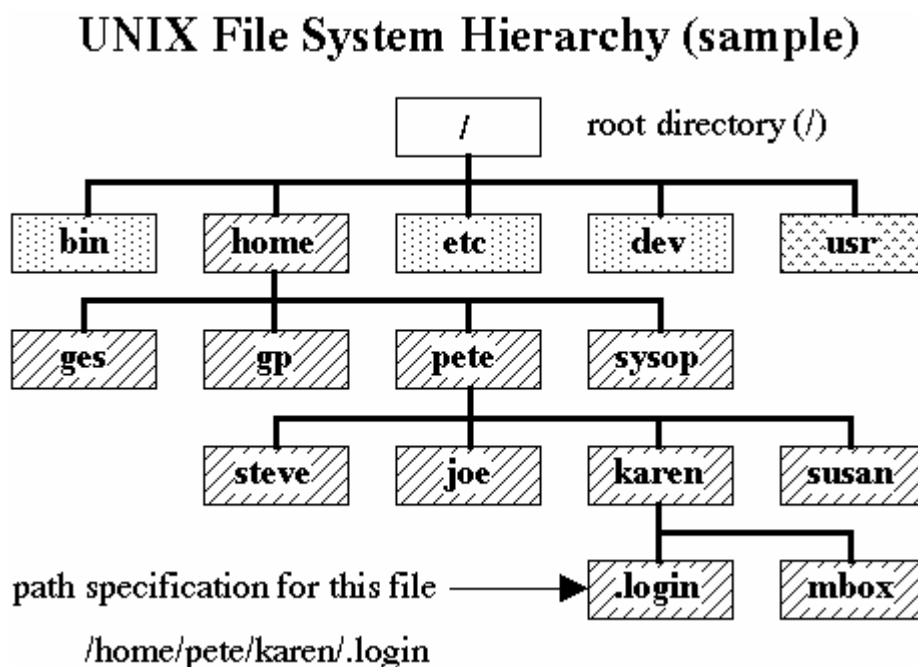 UNIX File System Hierarchy (sample)
/ root directory (/)
bin home etc dev usr
ges gp pete sysop
steve joe karen susan
path specification for this file .login mbox
/home/pete/karen/.login